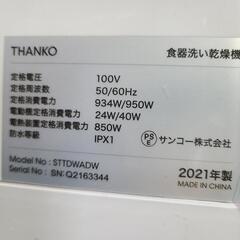 THANKO 食器洗い乾燥機
定格電圧 100V
定格周波数 50/60Hz
定格消費電力 934W/950W
電動機定格消費電力 24W/40W
電熱装置定格消費電力 850W
防水等級 IPX1
PSE サンコー株式会社
Model No.: STTDWADW
Serial No.: SN:Q2163344
2021年製
MADE IN CHINA